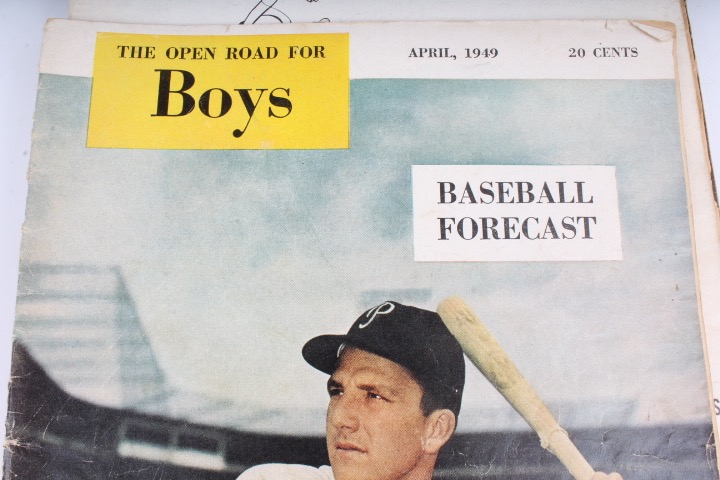 THE OPEN ROAD FOR
Boys
APRIL, 1949
20 CENTS
BASEBALL
FORECAST
P